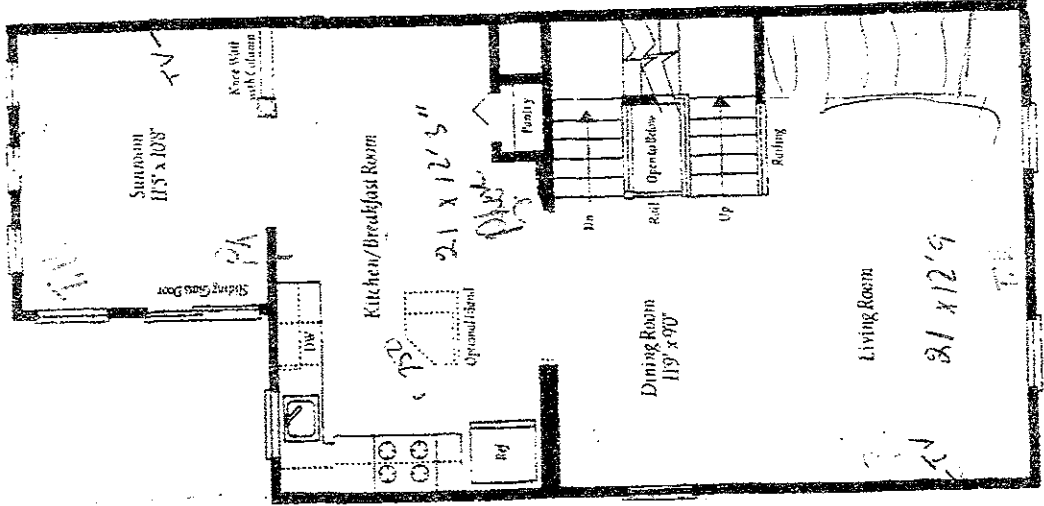 TV
Knee Wall
with Column
Sunroom
11'5" x 10'8"
Sliding Glass Door
Pantry
Kitchen/Breakfast Room
21 x 12'3"
DW
Optional Island
Ref
Dn
Open to Below
Rail
Up
Railing
Dining Room
11'9" x 9'0"
Living Room
21 x 12'9
TV